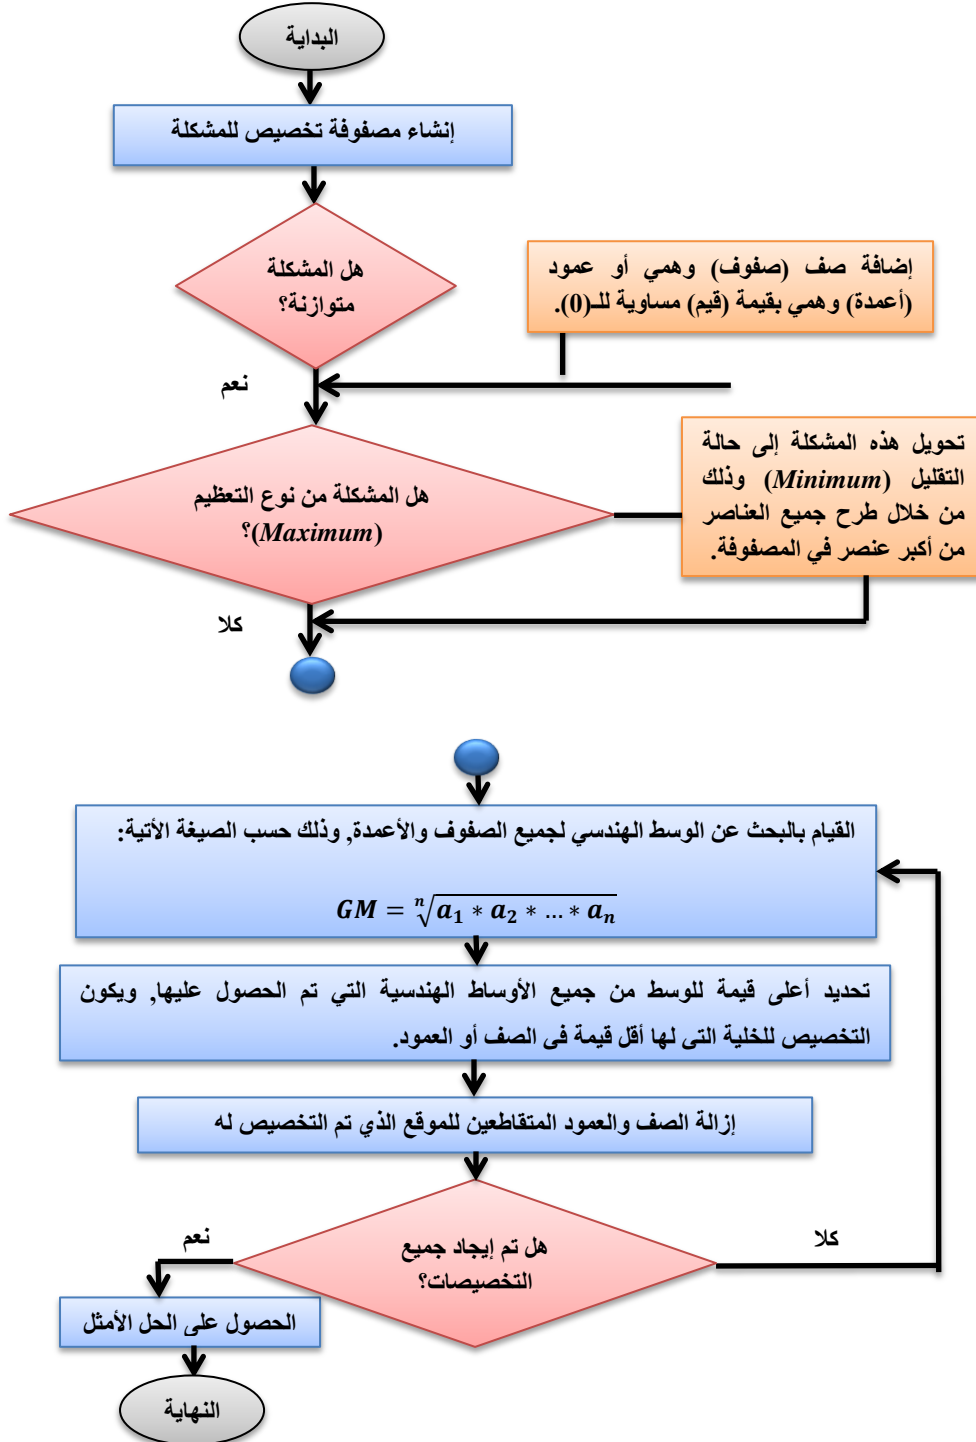 البداية
إنشاء مصفوفة تخصيص للمشكلة
هل المشكلة
متوازنة؟
إضافة صف (صفوف) وهمي أو عمود
(أعمدة) وهمي بقيمة (قيم) مساوية للـ(0).
نعم
هل المشكلة من نوع التعظيم
(Maximum)؟
تحويل هذه المشكلة إلى حالة
التقليل (Minimum) وذلك
من خلال طرح جميع العناصر
من أكبر عنصر في المصفوفة.
كلا
القيام بالبحث عن الوسط الهندسي لجميع الصفوف والأعمدة, وذلك حسب الصيغة الأتية:
GM = ⁿ√(a₁ * a₂ * … * aₙ)
تحديد أعلى قيمة للوسط من جميع الأوساط الهندسية التي تم الحصول عليها, ويكون
التخصيص للخلية التي لها أقل قيمة في الصف أو العمود.
إزالة الصف والعمود المتقاطعين للموقع الذي تم التخصيص له
هل تم إيجاد جميع
التخصيصات؟
كلا
نعم
الحصول على الحل الأمثل
النهاية